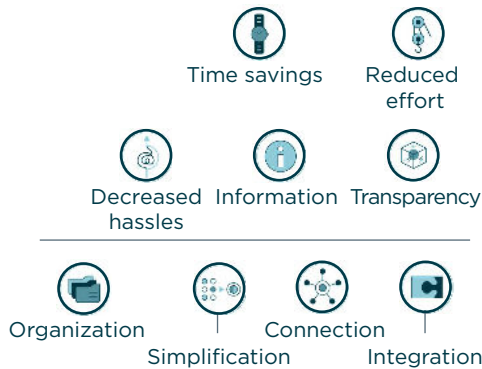 Time savings
Reduced
effort
Decreased
hassles
Information
Transparency
Organization
Simplification
Connection
Integration